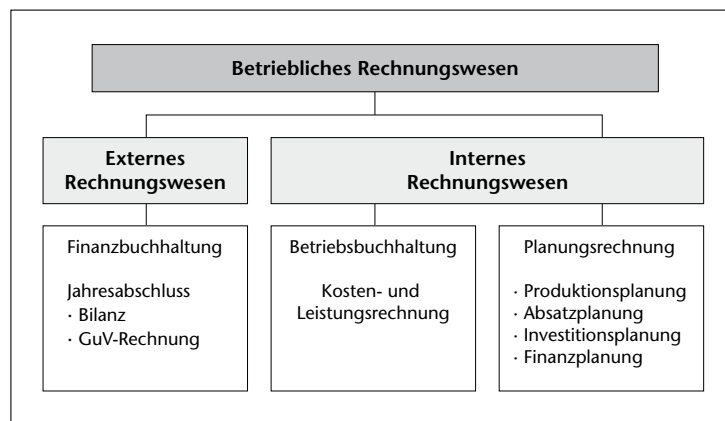 Betriebliches Rechnungswesen
Externes
Rechnungswesen
Internes
Rechnungswesen
Finanzbuchhaltung
Jahresabschluss
· Bilanz
· GuV-Rechnung
Betriebsbuchhaltung
Kosten- und
Leistungsrechnung
Planungsrechnung
· Produktionsplanung
· Absatzplanung
· Investitionsplanung
· Finanzplanung